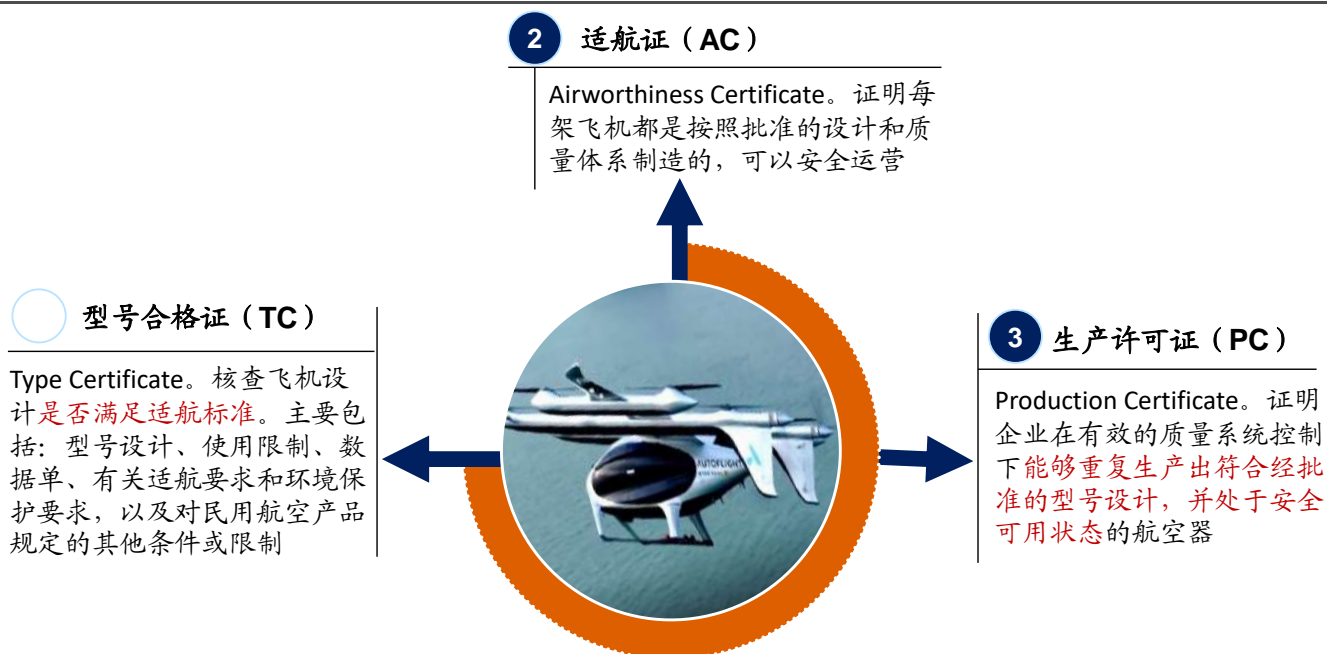 2 适航证（AC）
Airworthiness Certificate。证明每
架飞机都是按照批准的设计和质
量体系制造的，可以安全运营
型号合格证（TC）
Type Certificate。核查飞机设
计是否满足适航标准。主要包
括：型号设计、使用限制、数
据单、有关适航要求和环境保
护要求，以及对民用航空产品
规定的其他条件或限制
AUTOFLIGHT
3 生产许可证（PC）
Production Certificate。证明
企业在有效的质量系统控制
下能够重复生产出符合经批
准的型号设计，并处于安全
可用状态的航空器